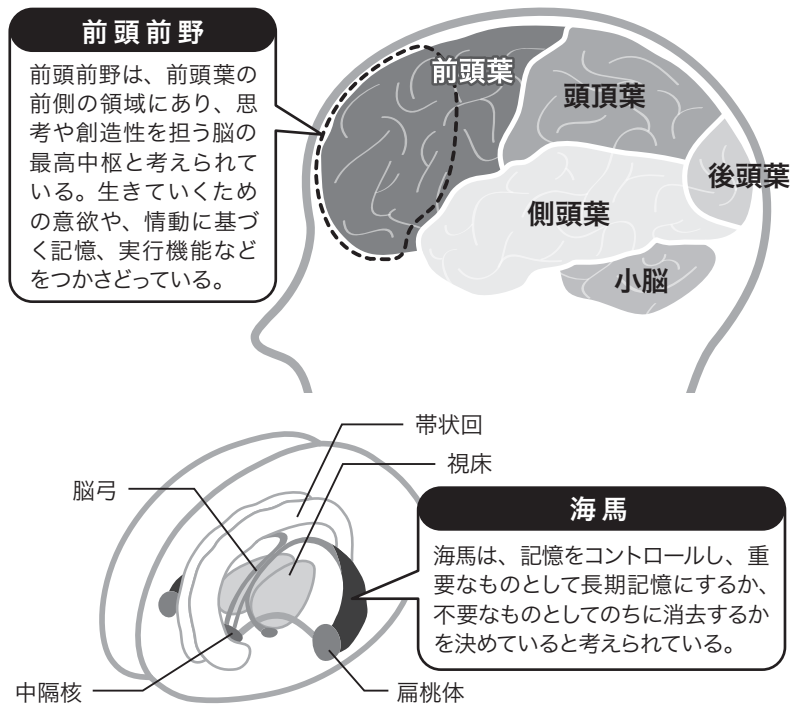 前頭前野
前頭前野は、前頭葉の
前側の領域にあり、思
考や創造性を担う脳の
最高中枢と考えられて
いる。生きていくため
の意欲や、情動に基づ
く記憶、実行機能など
をつかさどっている。
前頭葉
頭頂葉
後頭葉
側頭葉
小脳
帯状回
視床
脳弓
海馬
海馬は、記憶をコントロールし、重
要なものとして長期記憶にするか、
不要なものとしてのちに消去するか
を決めていると考えられている。
中隔核
扁桃体